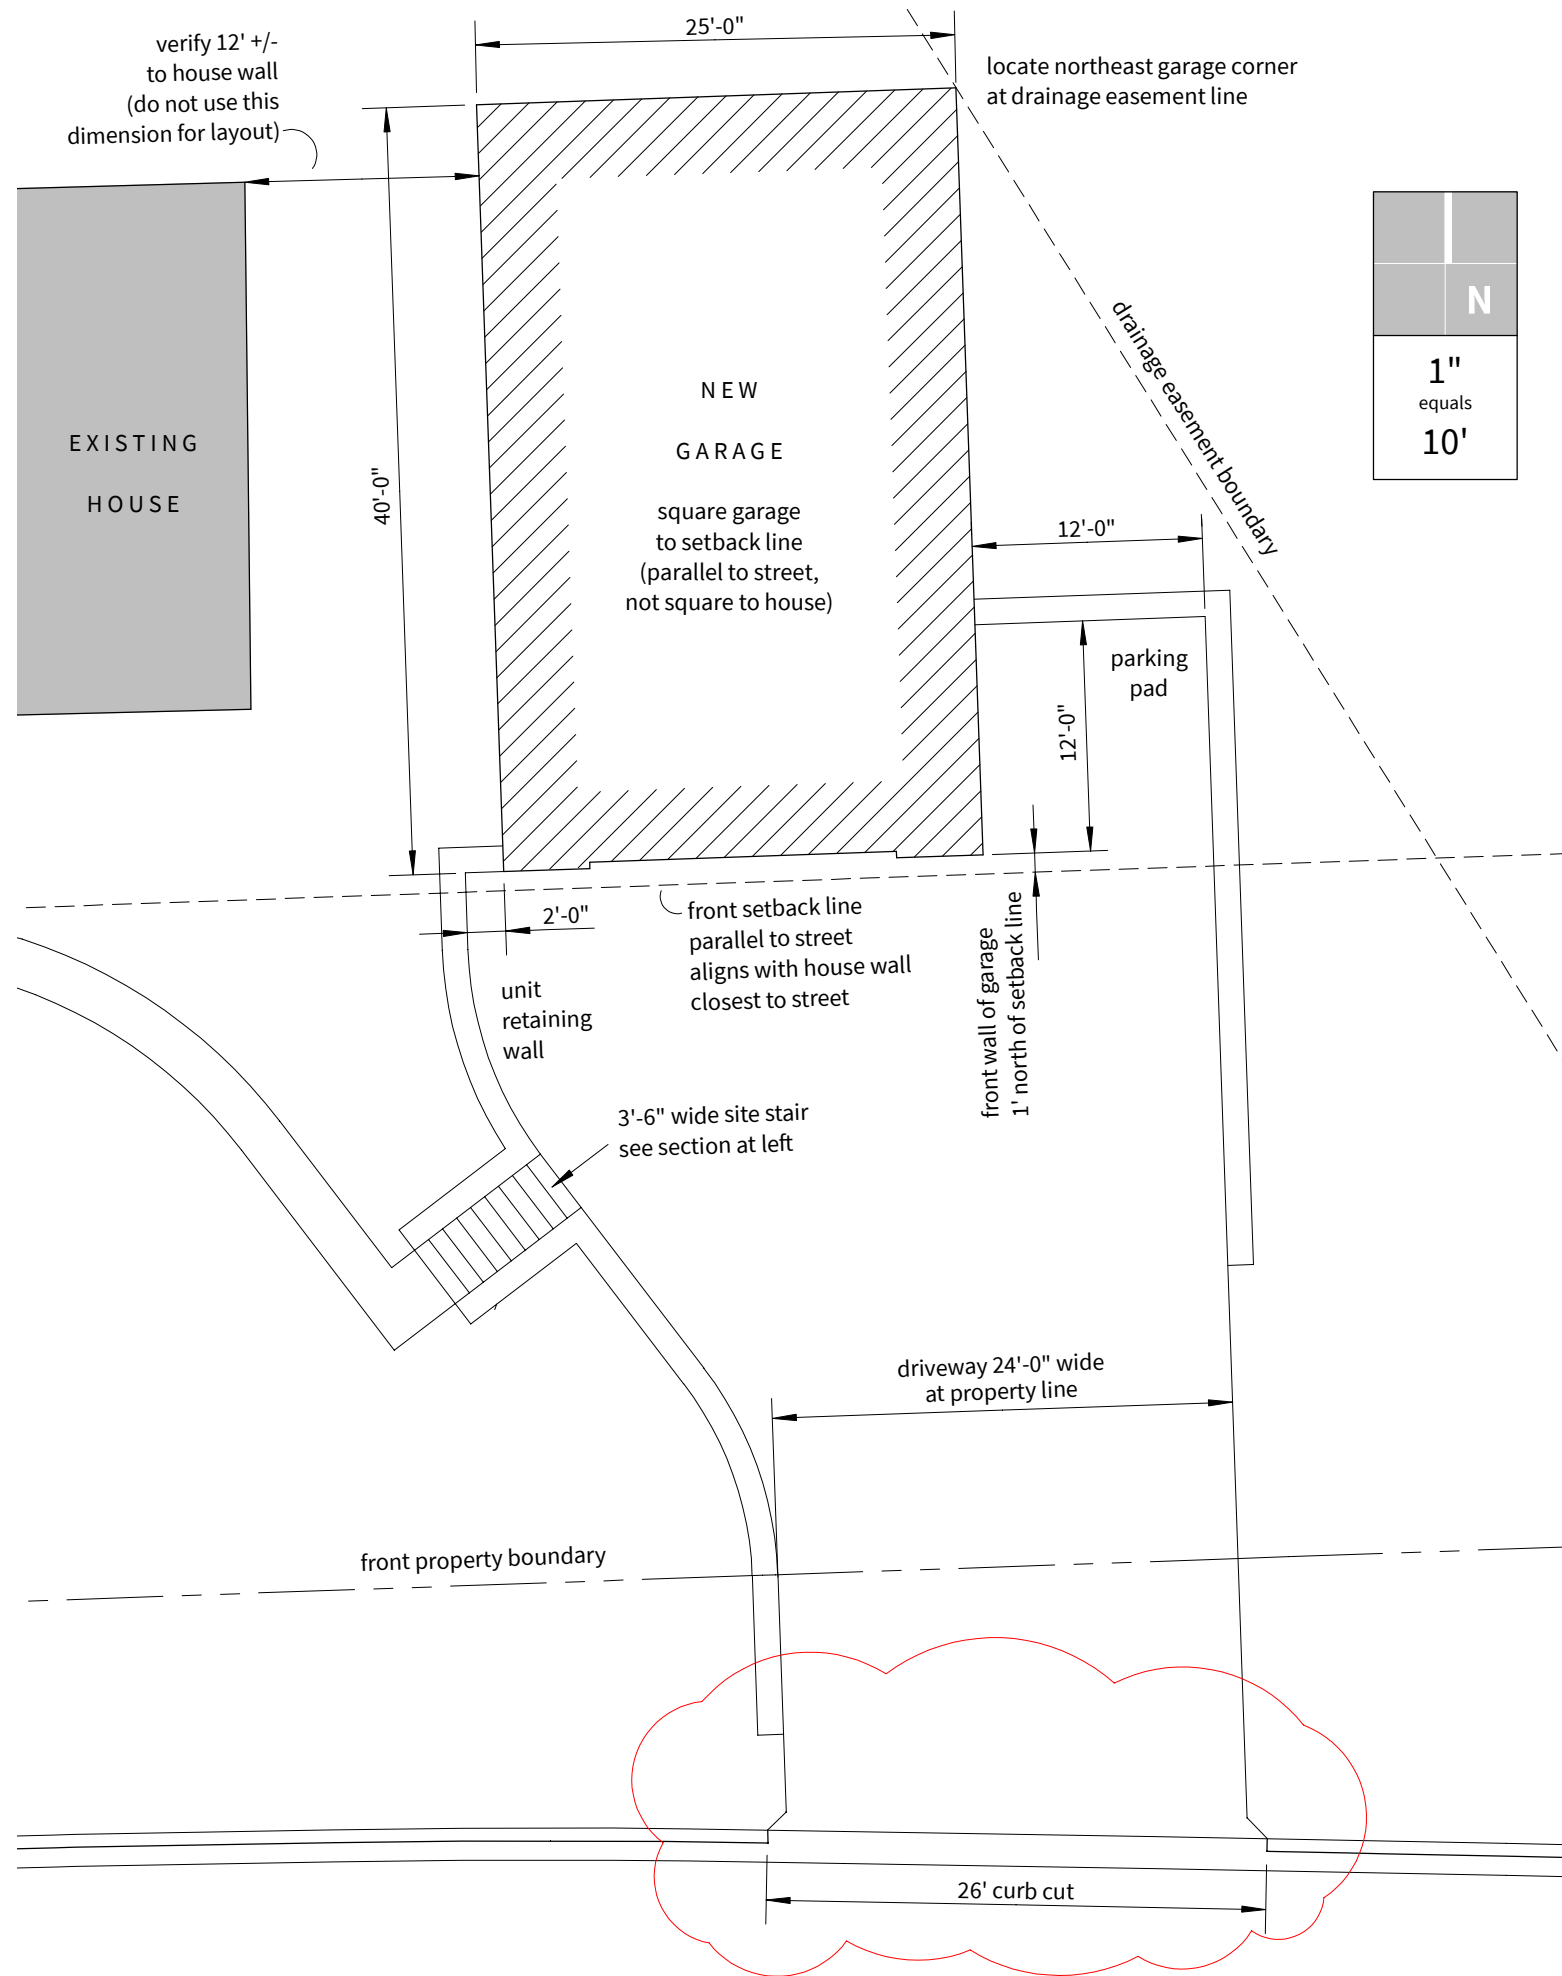 25'-0"
verify 12' +/-
to house wall
(do not use this
dimension for layout)
locate northeast garage corner
at drainage easement line
N
1"
equals
10'
drainage easement boundary
EXISTING
HOUSE
40'-0"
NEW
GARAGE
square garage
to setback line
(parallel to street,
not square to house)
12'-0"
parking
pad
12'-0"
2'-0"
front setback line
parallel to street
aligns with house wall
closest to street
front wall of garage
1' north of setback line
unit
retaining
wall
3'-6" wide site stair
see section at left
driveway 24'-0" wide
at property line
front property boundary
26' curb cut